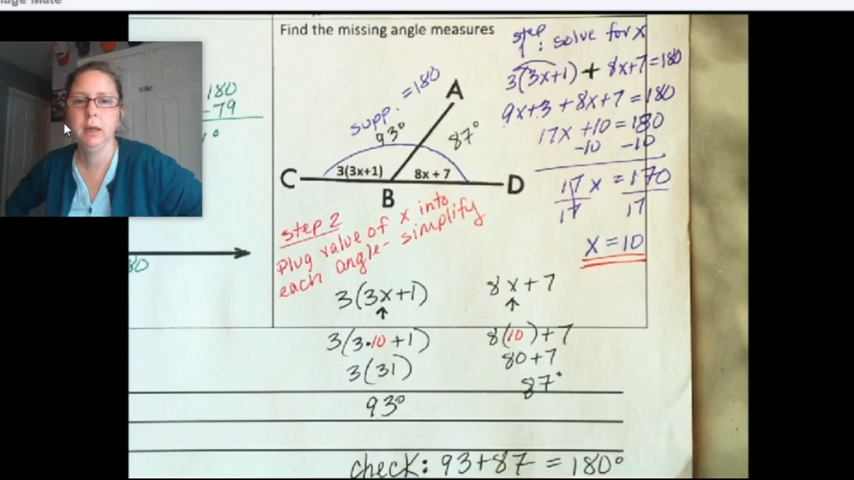 Find the missing angle measures
step
: solve for x
3(3x+1) + 8x+7=180
9x+3 + 8x+7 = 180
17x +10 = 180
-10 -10
17x = 170
17 17
x = 10
180
-79
1°
supp. = 180
93°
87°
A
3(3x+1)
8x + 7
C
D
B
80
step 2
Plug value of x into
each angle - simplify
3(3x+1)
8x+7
3(3·10+1)
8(10)+7
3(31)
80+7
93°
87°
check: 93+87 = 180°